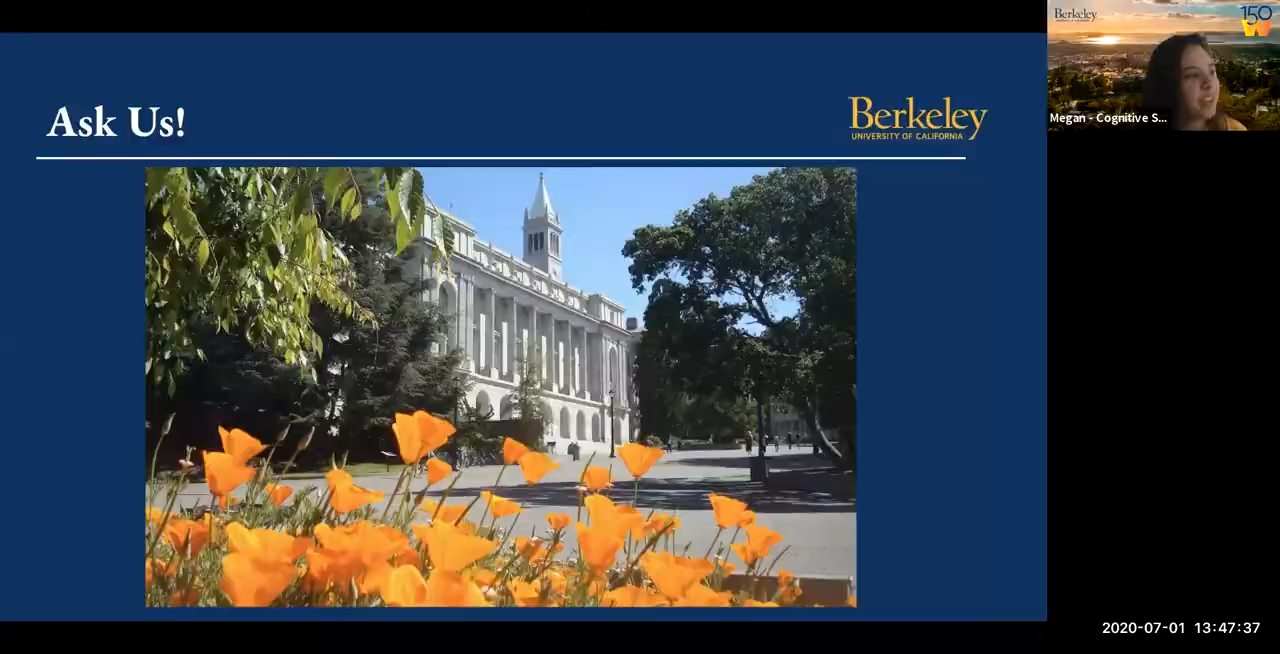 Ask Us!
Berkeley
UNIVERSITY OF CALIFORNIA
Berkeley
150
W
Megan - Cognitive S...
2020-07-01 13:47:37